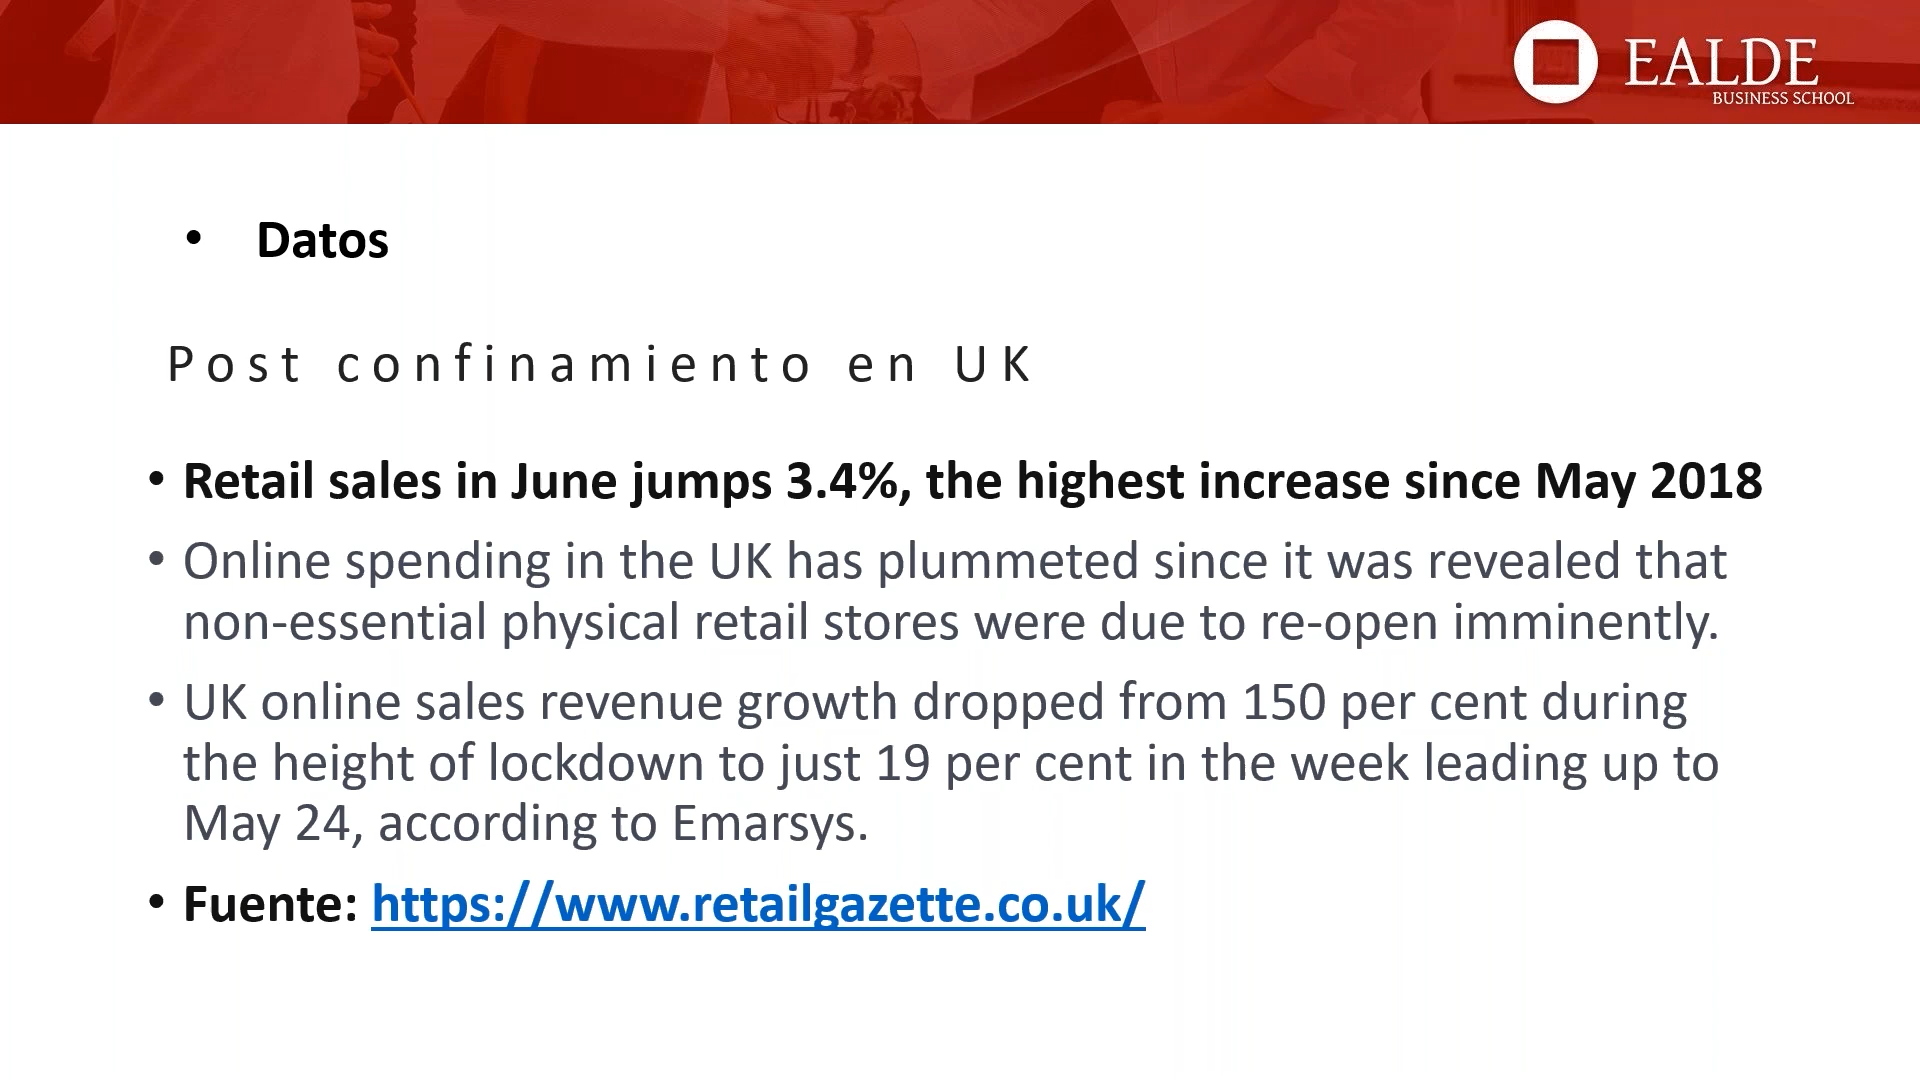 EALDE
BUSINESS SCHOOL
• Datos
Post confinamiento en UK
• Retail sales in June jumps 3.4%, the highest increase since May 2018
• Online spending in the UK has plummeted since it was revealed that
non-essential physical retail stores were due to re-open imminently.
• UK online sales revenue growth dropped from 150 per cent during
the height of lockdown to just 19 per cent in the week leading up to
May 24, according to Emarsys.
• Fuente: https://www.retailgazette.co.uk/